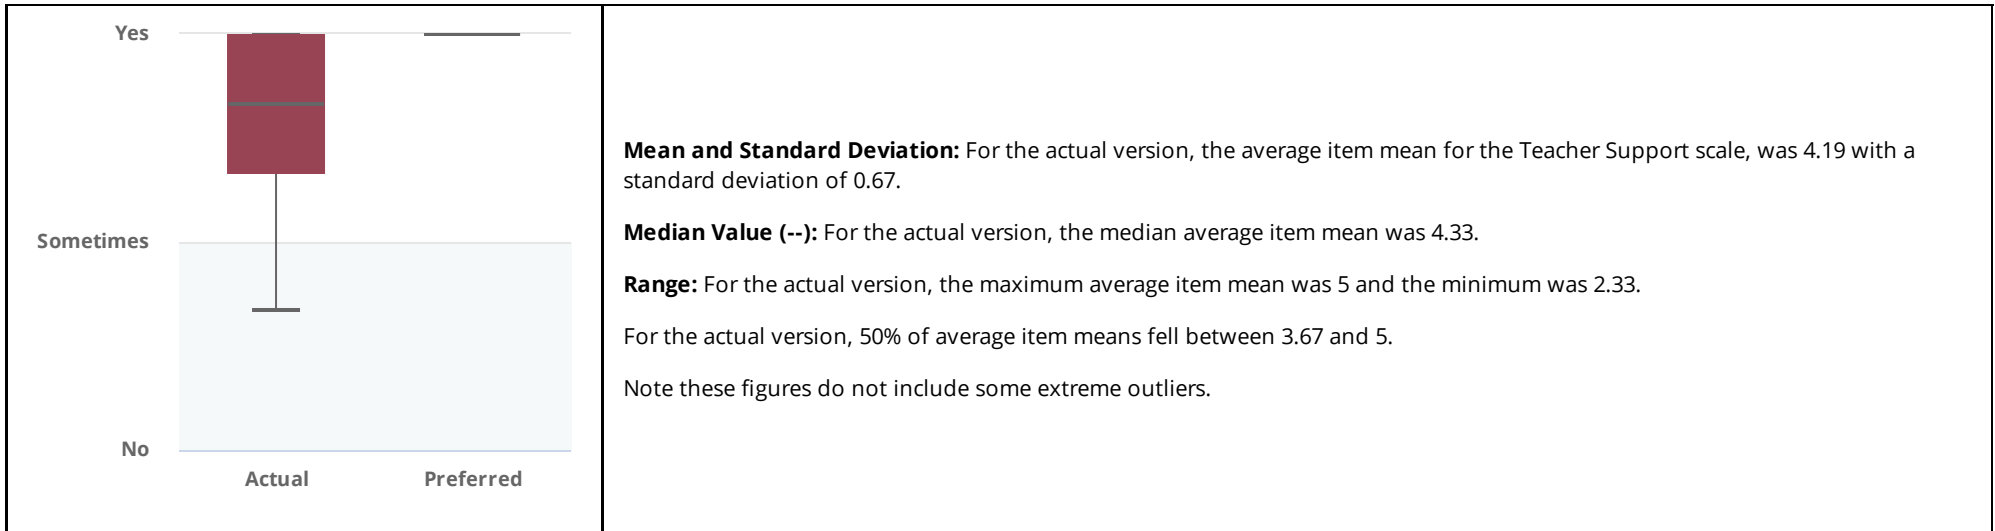 Yes
Sometimes
No
Actual Preferred
Mean and Standard Deviation: For the actual version, the average item mean for the Teacher Support scale, was 4.19 with a
standard deviation of 0.67.
Median Value (--): For the actual version, the median average item mean was 4.33.
Range: For the actual version, the maximum average item mean was 5 and the minimum was 2.33.
For the actual version, 50% of average item means fell between 3.67 and 5.
Note these figures do not include some extreme outliers.